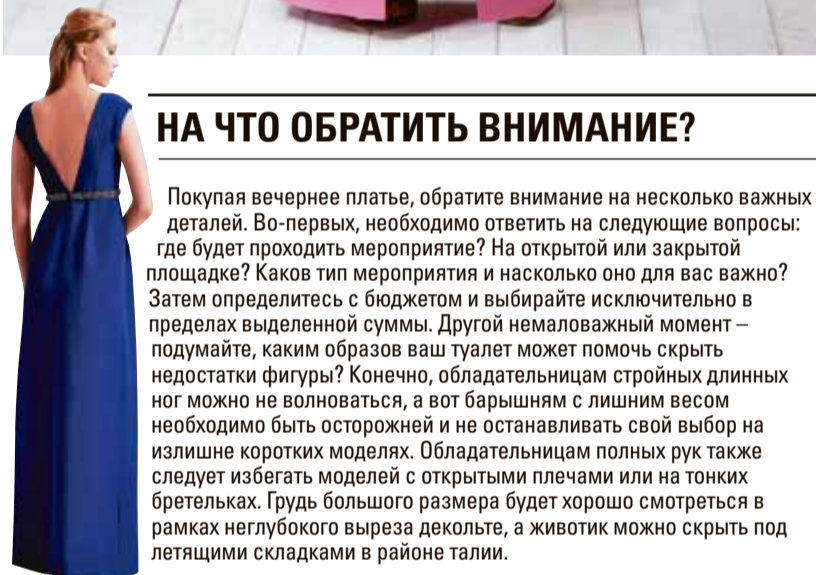 НА ЧТО ОБРАТИТЬ ВНИМАНИЕ?
Покупая вечернее платье, обратите внимание на несколько важных
деталей. Во-первых, необходимо ответить на следующие вопросы:
где будет проходить мероприятие? На открытой или закрытой
площадке? Каков тип мероприятия и насколько оно для вас важно?
Затем определитесь с бюджетом и выбирайте исключительно в
пределах выделенной суммы. Другой немаловажный момент –
подумайте, каким образов ваш туалет может помочь скрыть
недостатки фигуры? Конечно, обладательницам стройных длинных
ног можно не волноваться, а вот барышням с лишним весом
необходимо быть осторожней и не останавливать свой выбор на
излишне коротких моделях. Обладательницам полных рук также
следует избегать моделей с открытыми плечами или на тонких
бретельках. Грудь большого размера будет хорошо смотреться в
рамках неглубокого выреза декольте, а животик можно скрыть под
летящими складками в районе талии.